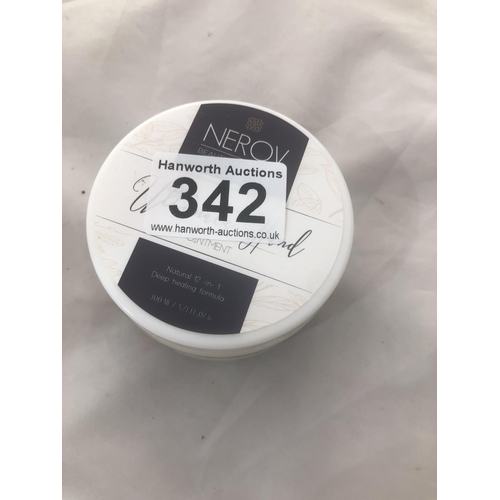 NEROV
Hanworth Auctions
342
www.hanworth-auctions.co.uk
OINTMENT
Natural 12-in-1
Deep healing formula